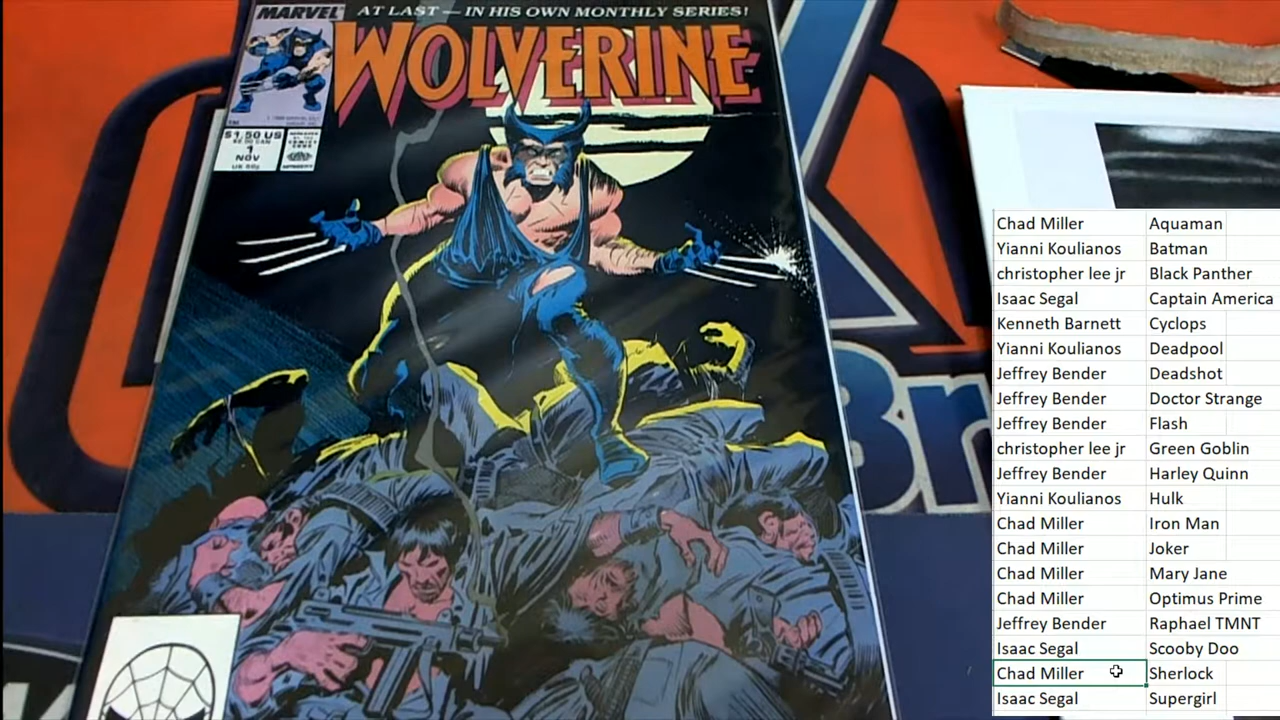 MARVEL
AT LAST — IN HIS OWN MONTHLY SERIES!
WOLVERINE
$1.50 US
1
NOV
Br
Chad Miller Aquaman
Yianni Koulianos Batman
christopher lee jr Black Panther
Isaac Segal Captain America
Kenneth Barnett Cyclops
Yianni Koulianos Deadpool
Jeffrey Bender Deadshot
Jeffrey Bender Doctor Strange
Jeffrey Bender Flash
christopher lee jr Green Goblin
Jeffrey Bender Harley Quinn
Yianni Koulianos Hulk
Chad Miller Iron Man
Chad Miller Joker
Chad Miller Mary Jane
Chad Miller Optimus Prime
Jeffrey Bender Raphael TMNT
Isaac Segal Scooby Doo
Chad Miller Sherlock
Isaac Segal Supergirl